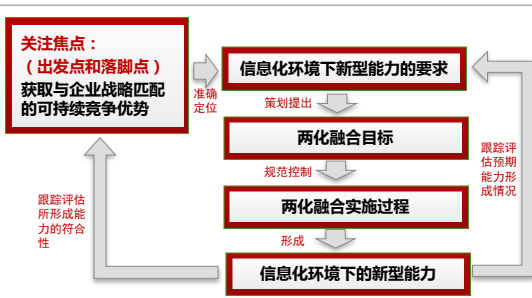 关注焦点：
（出发点和落脚点）
获取与企业战略匹配
的可持续竞争优势
准确
定位
信息化环境下新型能力的要求
策划提出
两化融合目标
规范控制
两化融合实施过程
形成
信息化环境下的新型能力
跟踪评估
所形成能
力的符合
性
跟踪评
估预期
能力形
成情况